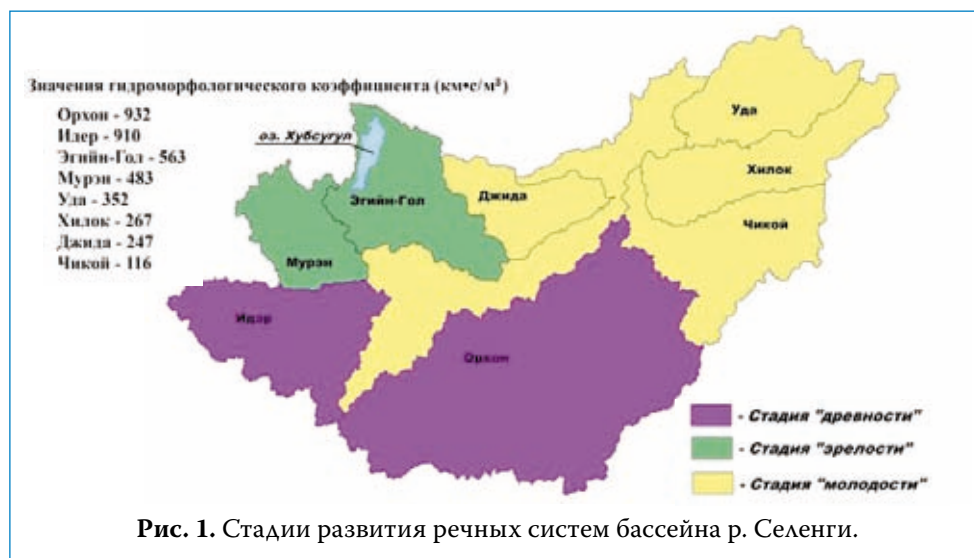 Значения гидроморфологического коэффициента (км•с/м³)
Орхон - 932
Идер - 910
Эгийн-Гол - 563
Мурэн - 483
Уда - 352
Хилок - 267
Джида - 247
Чикой - 116
оз. Хубсугул
Уда
Хилок
Эгийн-Гол
Джида
Чикой
Мурэн
Идэр
Орхон
- Стадия "древности"
- Стадия "зрелости"
- Стадия "молодости"
Рис. 1. Стадии развития речных систем бассейна р. Селенги.